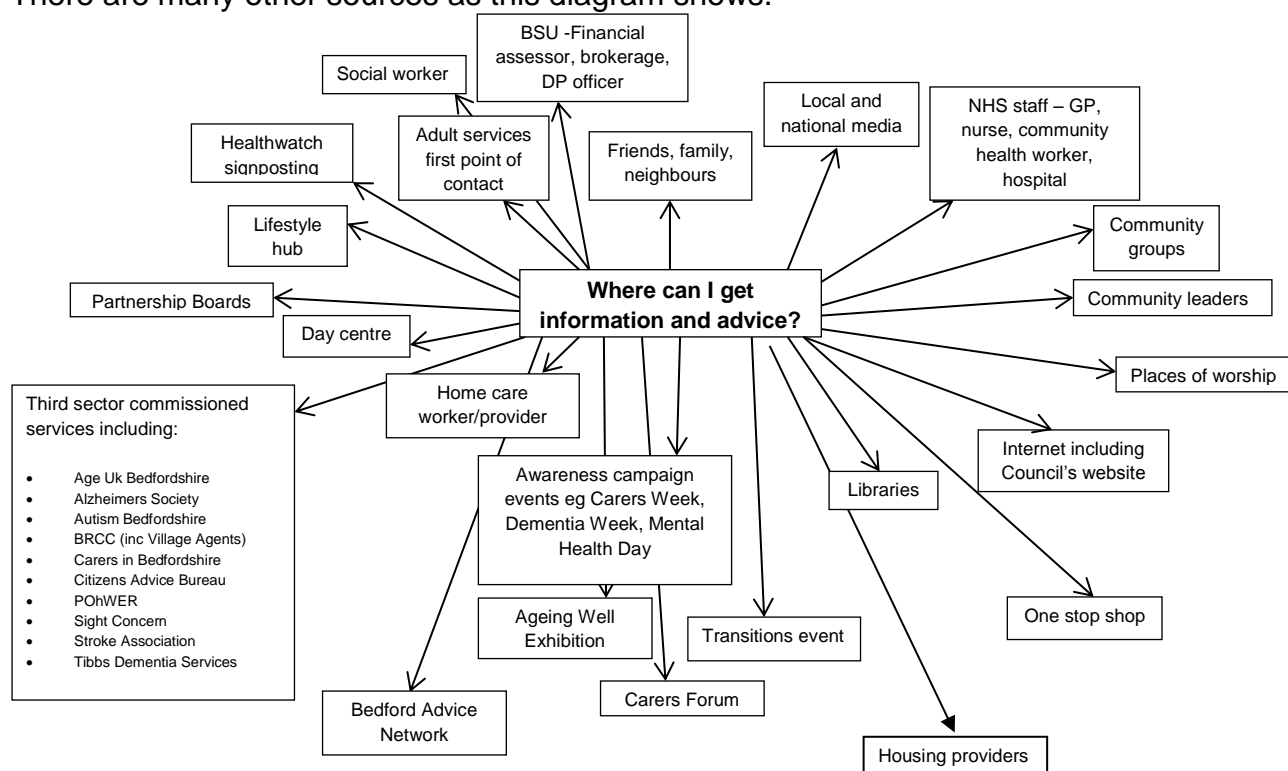 There are many other sources as this diagram shows:
BSU -Financial
assessor, brokerage,
DP officer
Social worker
Local and
national media
NHS staff – GP,
nurse, community
health worker,
hospital
Healthwatch
signposting
Adult services
first point of
contact
Friends, family,
neighbours
Lifestyle
hub
Community
groups
Partnership Boards
Where can I get
information and advice?
Community leaders
Day centre
Places of worship
Home care
worker/provider
Third sector commissioned
services including:
• Age Uk Bedfordshire
• Alzheimers Society
• Autism Bedfordshire
• BRCC (inc Village Agents)
• Carers in Bedfordshire
• Citizens Advice Bureau
• POhWER
• Sight Concern
• Stroke Association
• Tibbs Dementia Services
Internet including
Council's website
Awareness campaign
events eg Carers Week,
Dementia Week, Mental
Health Day
Libraries
Ageing Well
Exhibition
Transitions event
One stop shop
Carers Forum
Bedford Advice
Network
Housing providers